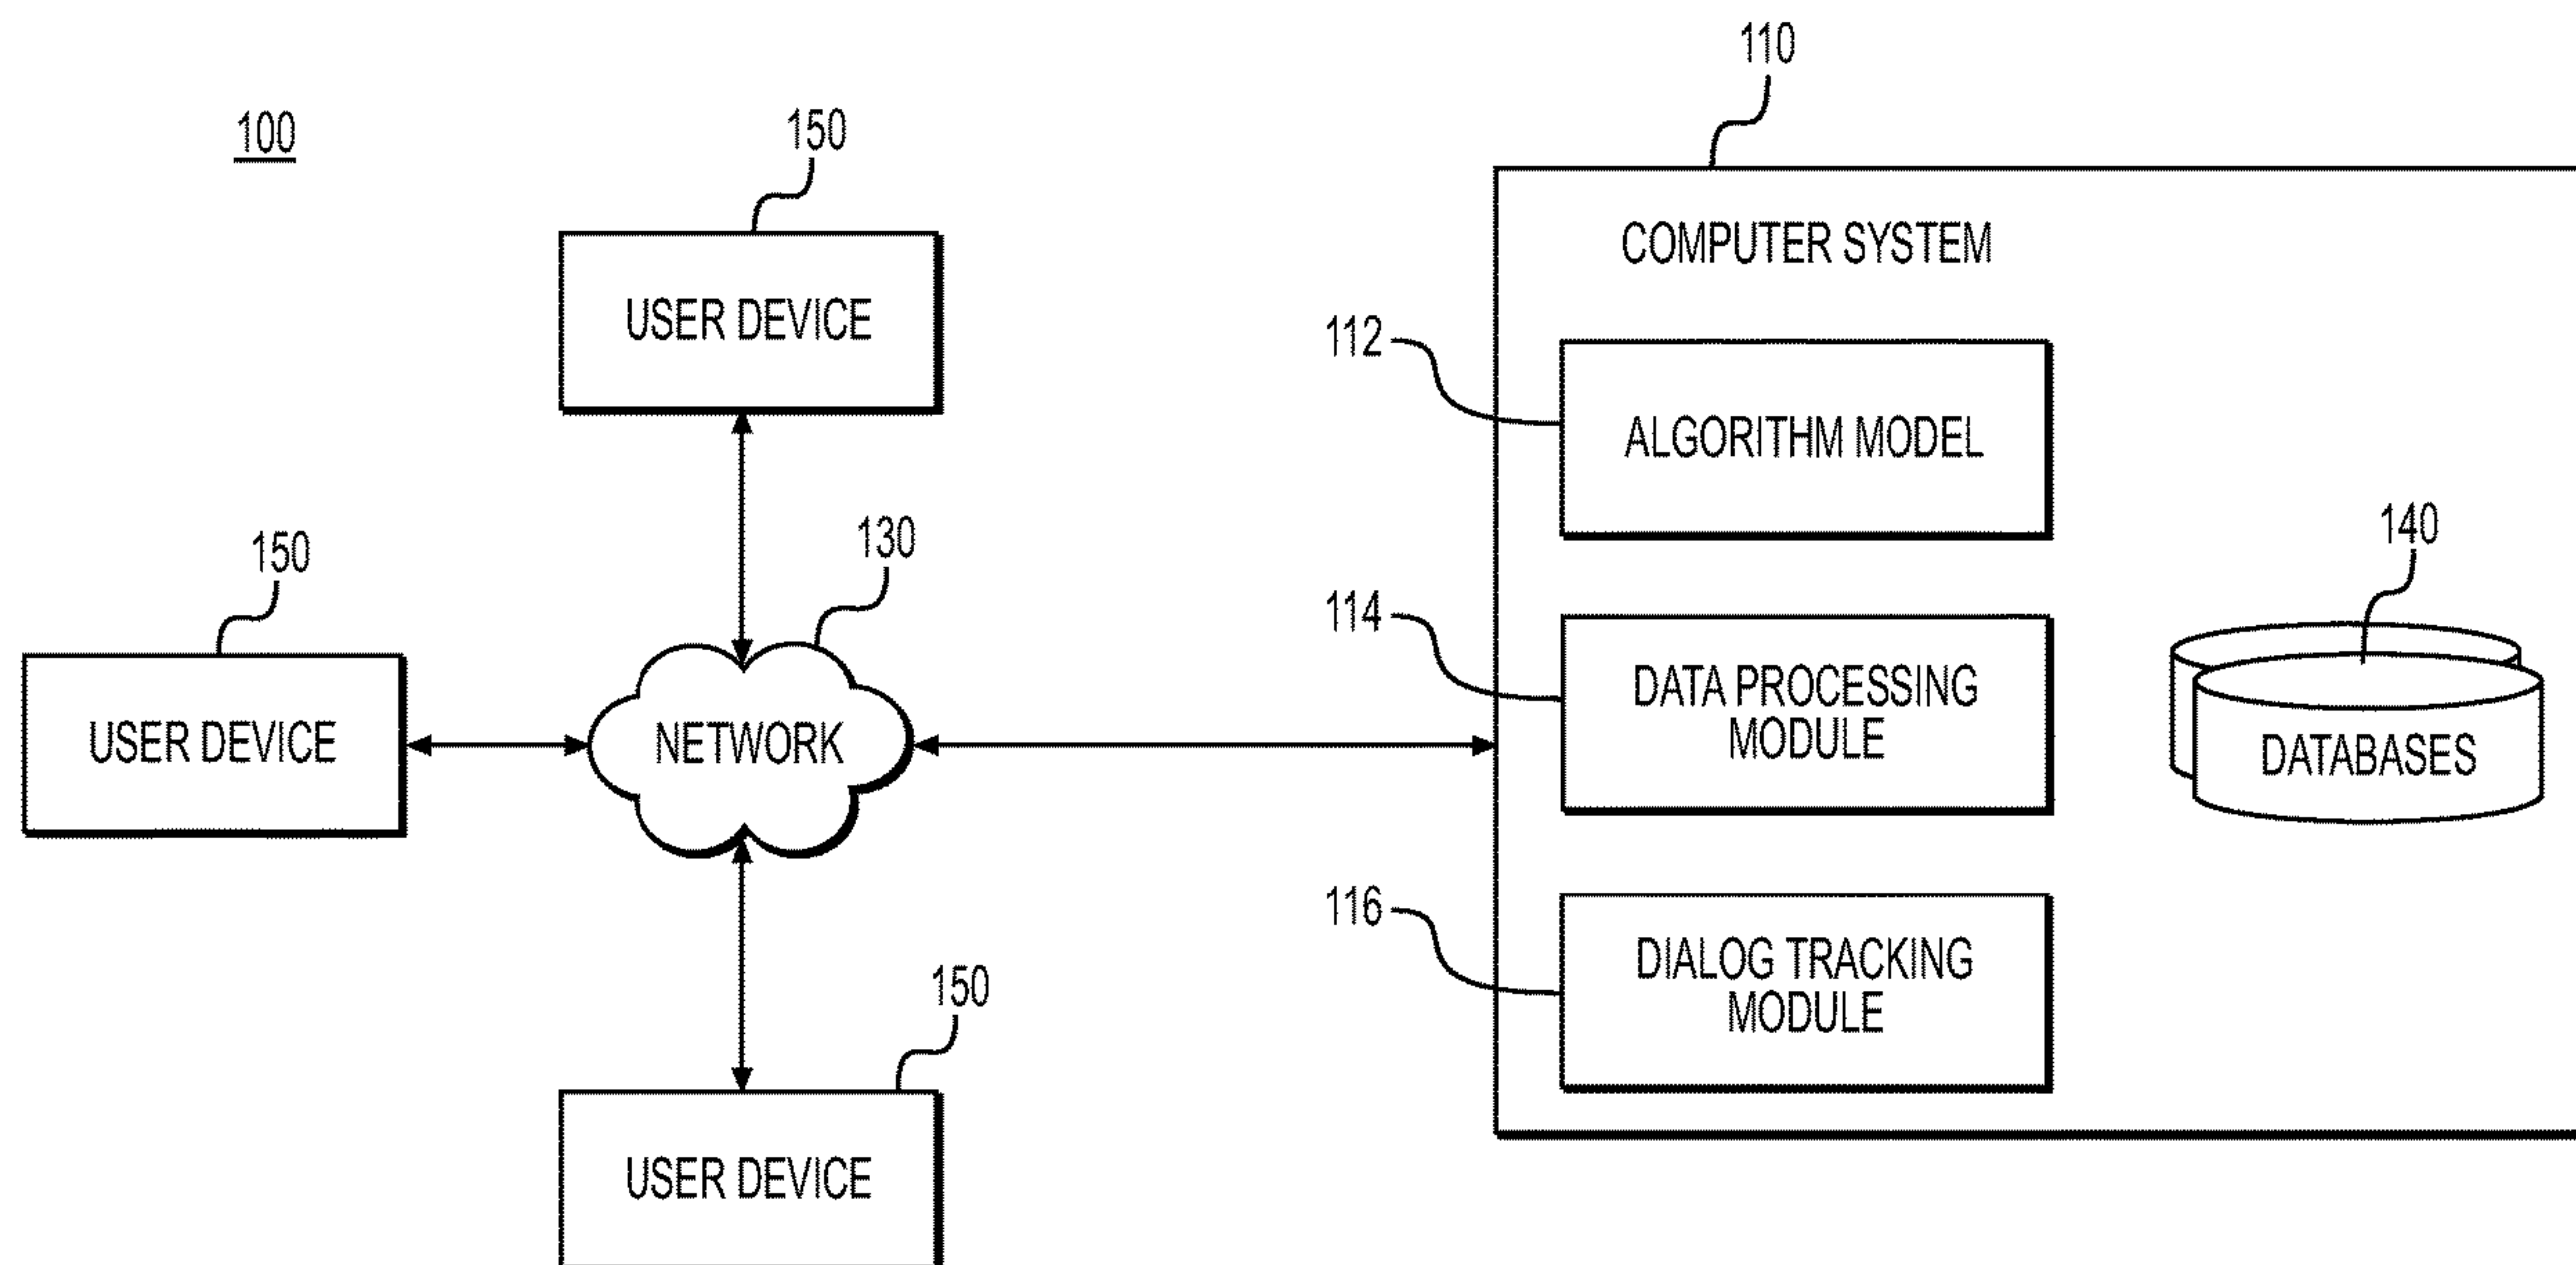 100
150
USER DEVICE
150
USER DEVICE
130
NETWORK
150
USER DEVICE
110
COMPUTER SYSTEM
112
ALGORITHM MODEL
114
DATA PROCESSING
MODULE
116
DIALOG TRACKING
MODULE
140
DATABASES